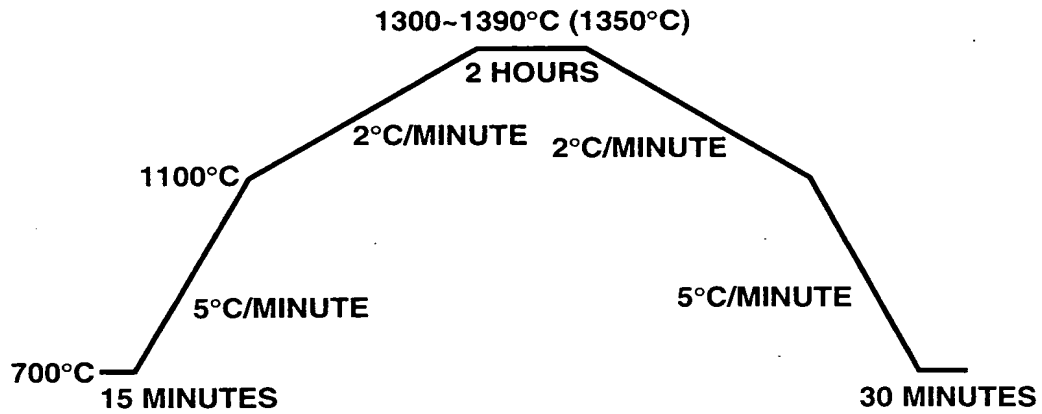 1300~1390°C (1350°C)
2 HOURS
2°C/MINUTE
2°C/MINUTE
1100°C
5°C/MINUTE
5°C/MINUTE
700°C
15 MINUTES
30 MINUTES